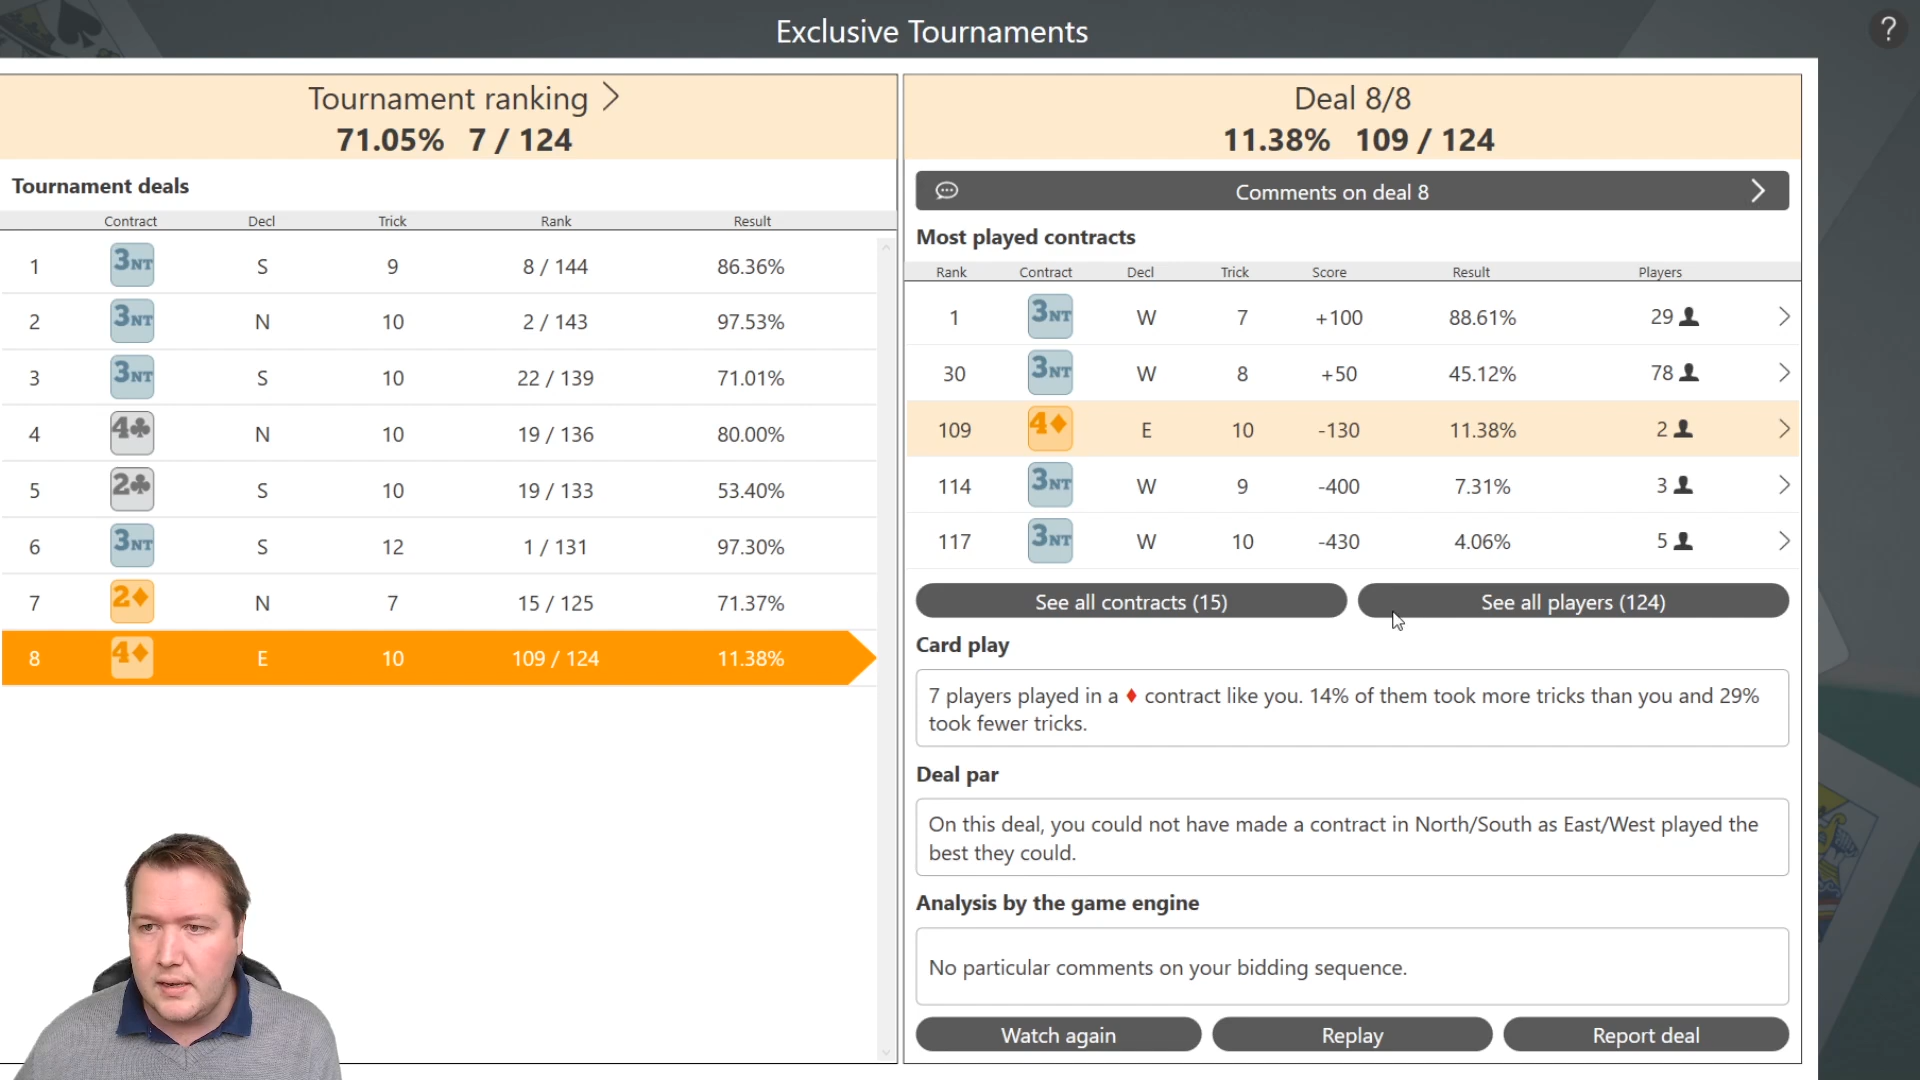 Exclusive Tournaments
?
Tournament ranking >
71.05% 7 / 124
Tournament deals
Contract Decl Trick Rank Result
1 3NT S 9 8 / 144 86.36%
2 3NT N 10 2 / 143 97.53%
3 3NT S 10 22 / 139 71.01%
4 4♣ N 10 19 / 136 80.00%
5 2♣ S 10 19 / 133 53.40%
6 3NT S 12 1 / 131 97.30%
7 2♦ N 7 15 / 125 71.37%
8 4♦ E 10 109 / 124 11.38%
Deal 8/8
11.38% 109 / 124
Comments on deal 8
Most played contracts
Rank Contract Decl Trick Score Result Players
1 3NT W 7 +100 88.61% 29
30 3NT W 8 +50 45.12% 78
109 4♦ E 10 -130 11.38% 2
114 3NT W 9 -400 7.31% 3
117 3NT W 10 -430 4.06% 5
See all contracts (15) See all players (124)
Card play
7 players played in a ♦ contract like you. 14% of them took more tricks than you and 29%
took fewer tricks.
Deal par
On this deal, you could not have made a contract in North/South as East/West played the
best they could.
Analysis by the game engine
No particular comments on your bidding sequence.
Watch again Replay Report deal